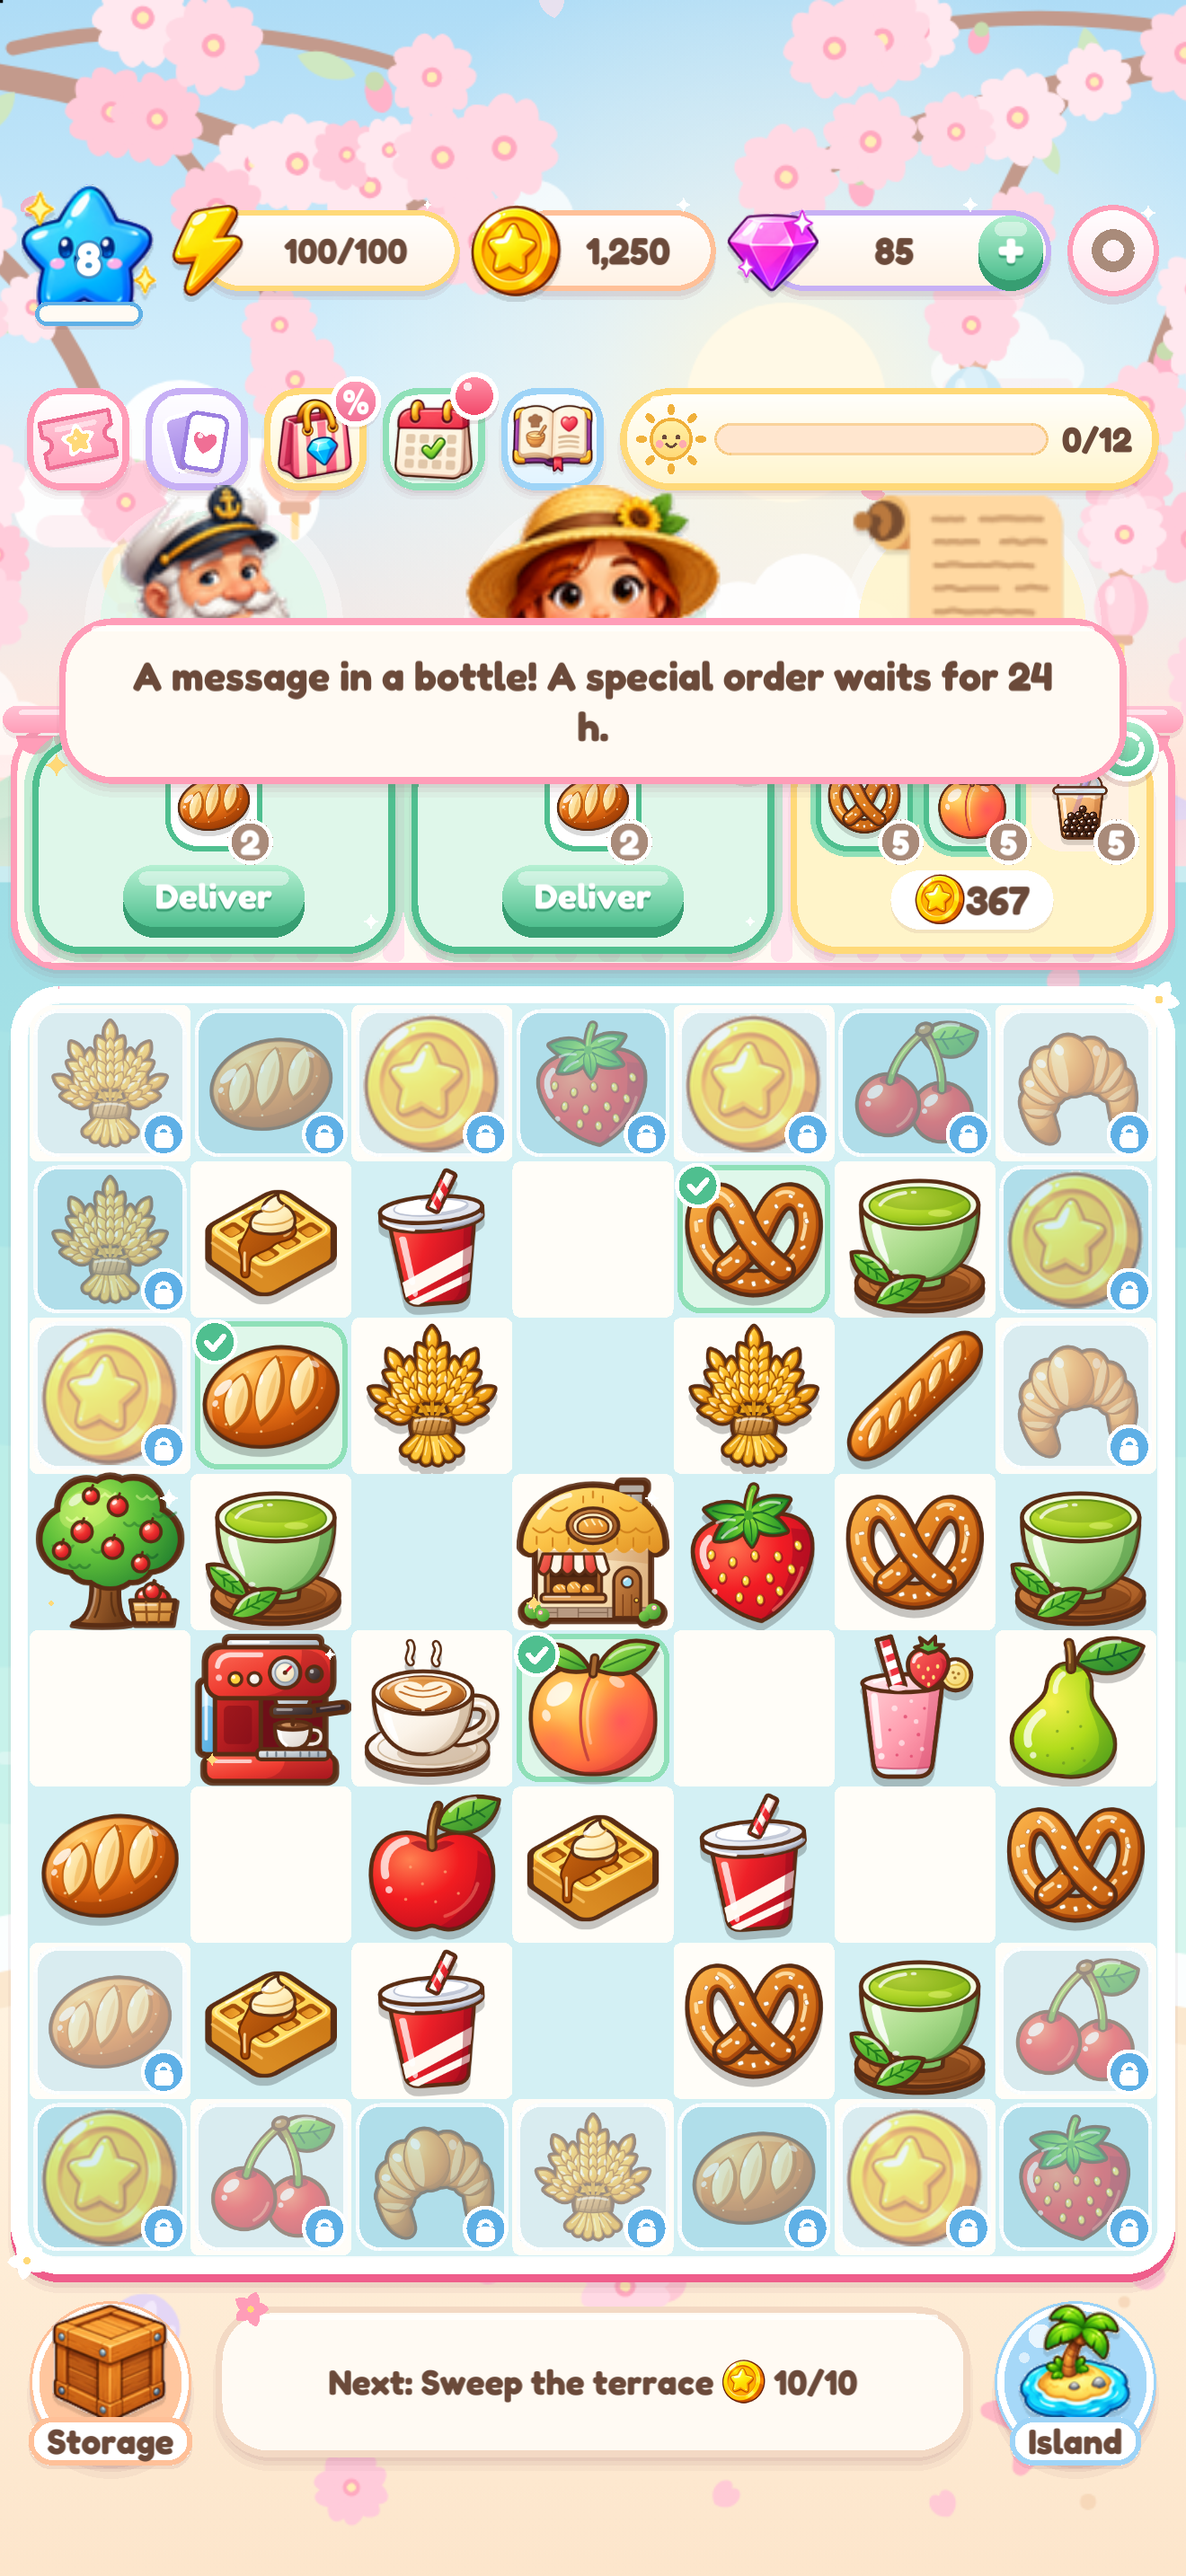 8
100/100
1,250
85
%
0/12
A message in a bottle! A special order waits for 24
h.
2
2
5
5
5
Deliver
Deliver
367
Next: Sweep the terrace 10/10
Storage
Island